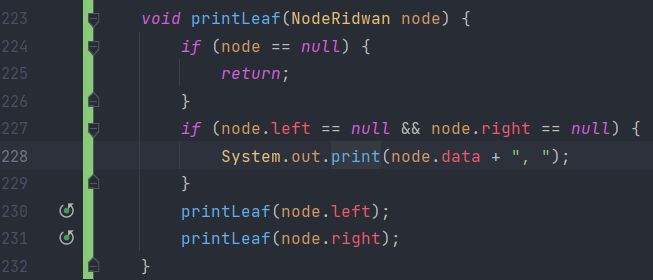 223 void printLeaf(NodeRidwan node) {
224 if (node == null) {
225 return;
226 }
227 if (node.left == null && node.right == null) {
228 System.out.print(node.data + ", ");
229 }
230 printLeaf(node.left);
231 printLeaf(node.right);
232 }